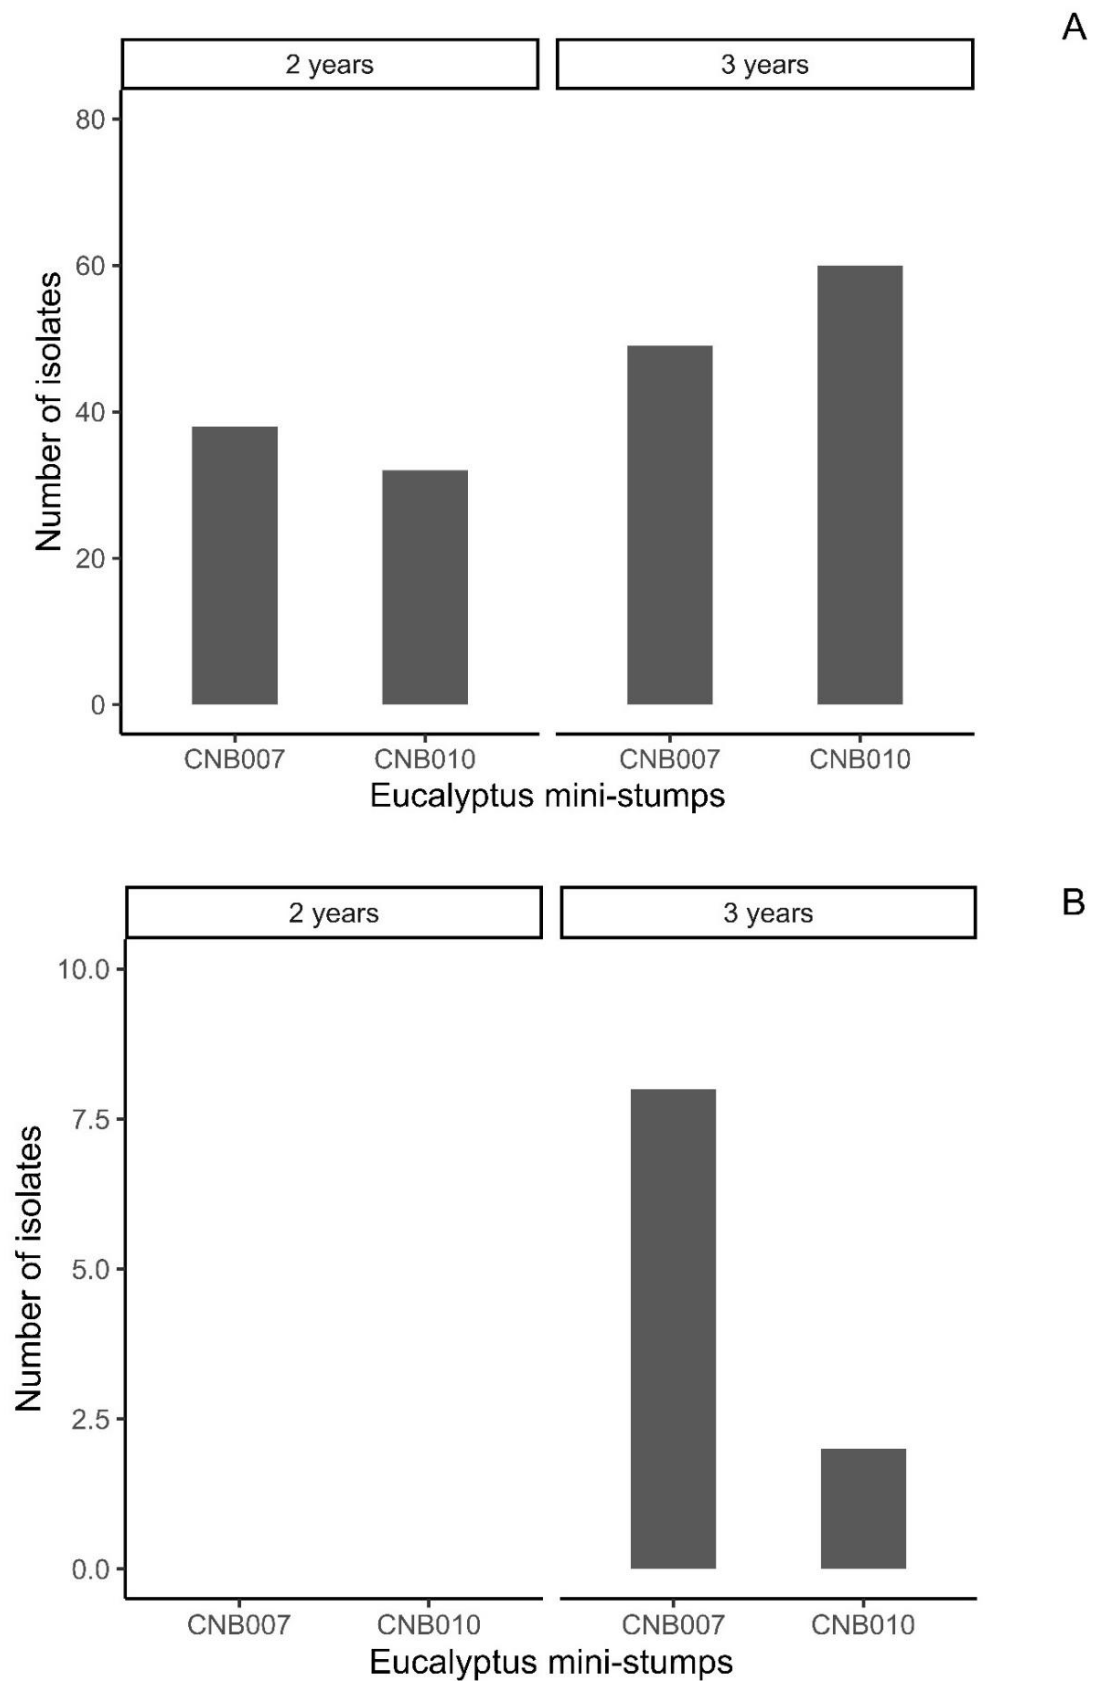 A
2 years 3 years
80
60
40
20
0
Number of isolates
CNB007 CNB010 CNB007 CNB010
Eucalyptus mini-stumps
B
2 years 3 years
10.0
7.5
5.0
2.5
0.0
Number of isolates
CNB007 CNB010 CNB007 CNB010
Eucalyptus mini-stumps